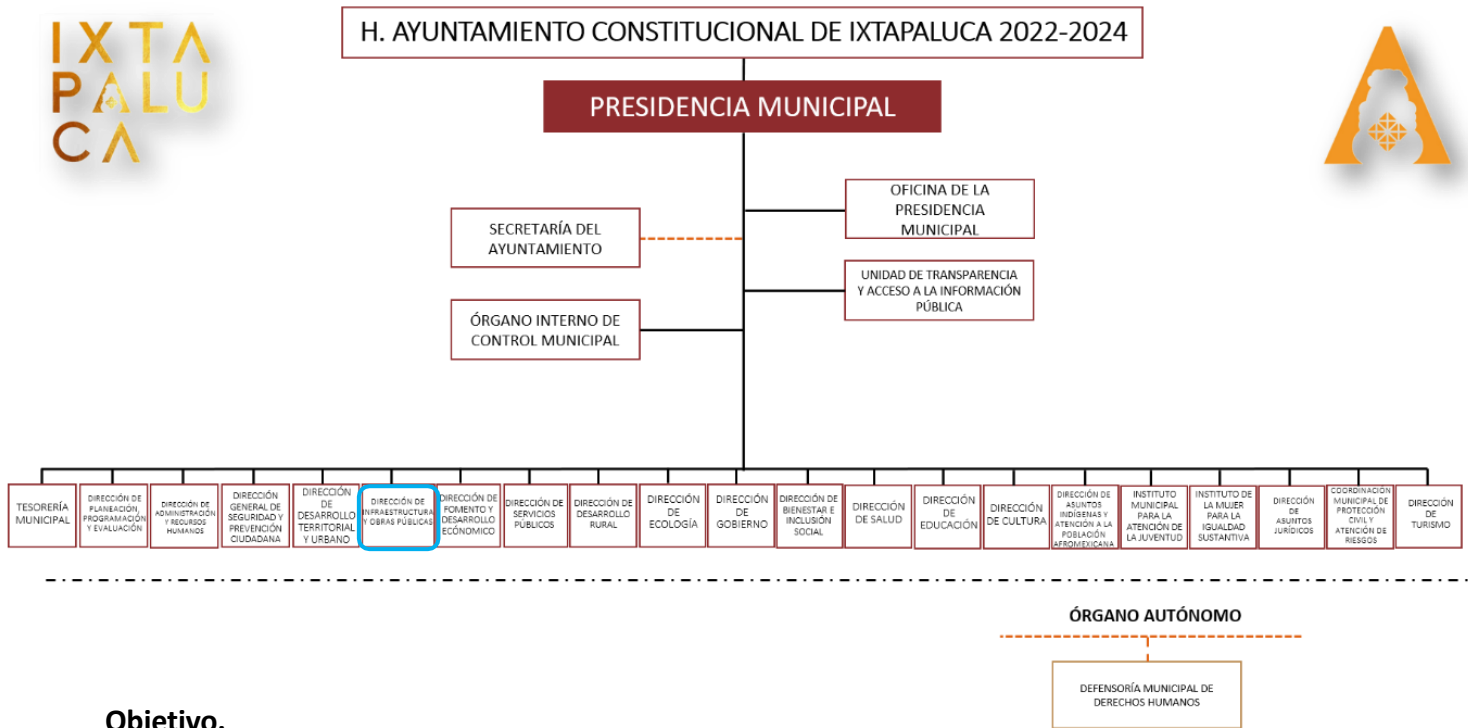 IXTA
PALU
CA
H. AYUNTAMIENTO CONSTITUCIONAL DE IXTAPALUCA 2022-2024
PRESIDENCIA MUNICIPAL
OFICINA DE LA
PRESIDENCIA
MUNICIPAL
SECRETARÍA DEL
AYUNTAMIENTO
UNIDAD DE TRANSPARENCIA
Y ACCESO A LA INFORMACIÓN
PÚBLICA
ÓRGANO INTERNO DE
CONTROL MUNICIPAL
TESORERÍA
MUNICIPAL
DIRECCIÓN DE
PLANEACIÓN,
PROGRAMACIÓN
Y EVALUACIÓN
DIRECCIÓN DE
ADMINISTRACIÓN
Y RECURSOS
HUMANOS
DIRECCIÓN
GENERAL DE
SEGURIDAD Y
PREVENCIÓN
CIUDADANA
DIRECCIÓN
DE
DESARROLLO
TERRITORIAL
Y URBANO
DIRECCIÓN DE
INFRAESTRUCTURA
Y OBRAS PÚBLICAS
DIRECCIÓN DE
FOMENTO Y
DESARROLLO
ECÓNOMICO
DIRECCIÓN DE
SERVICIOS
PÚBLICOS
DIRECCIÓN DE
DESARROLLO
RURAL
DIRECCIÓN
DE
ECOLOGÍA
DIRECCIÓN
DE
GOBIERNO
DIRECCIÓN DE
BIENESTAR E
INCLUSIÓN
SOCIAL
DIRECCIÓN
DE SALUD
DIRECCIÓN
DE
EDUCACIÓN
DIRECCIÓN
DE CULTURA
DIRECCIÓN DE
ASUNTOS
INDÍGENAS Y
ATENCIÓN A LA
POBLACIÓN
AFROMEXICANA
INSTITUTO
MUNICIPAL
PARA LA
ATENCIÓN DE
LA JUVENTUD
INSTITUTO DE
LA MUJER
PARA LA
IGUALDAD
SUSTANTIVA
DIRECCIÓN
DE
ASUNTOS
JURÍDICOS
COORDINACIÓN
MUNICIPAL DE
PROTECCIÓN
CIVIL Y
ATENCIÓN DE
RIESGOS
DIRECCIÓN
DE
TURISMO
ÓRGANO AUTÓNOMO
DEFENSORÍA MUNICIPAL DE
DERECHOS HUMANOS
Objetivo.